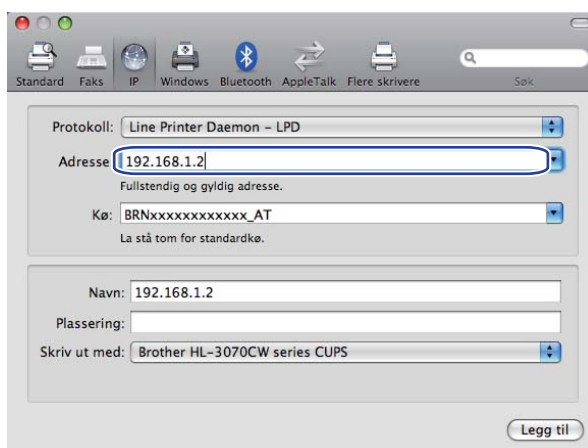 Standard Faks IP Windows Bluetooth AppleTalk Flere skrivere Søk
Protokoll: Line Printer Daemon – LPD
Adresse 192.168.1.2
Fullstendig og gyldig adresse.
Kø: BRNxxxxxxxxxxxx_AT
La stå tom for standardkø.
Navn: 192.168.1.2
Plassering:
Skriv ut med: Brother HL-3070CW series CUPS
Legg til